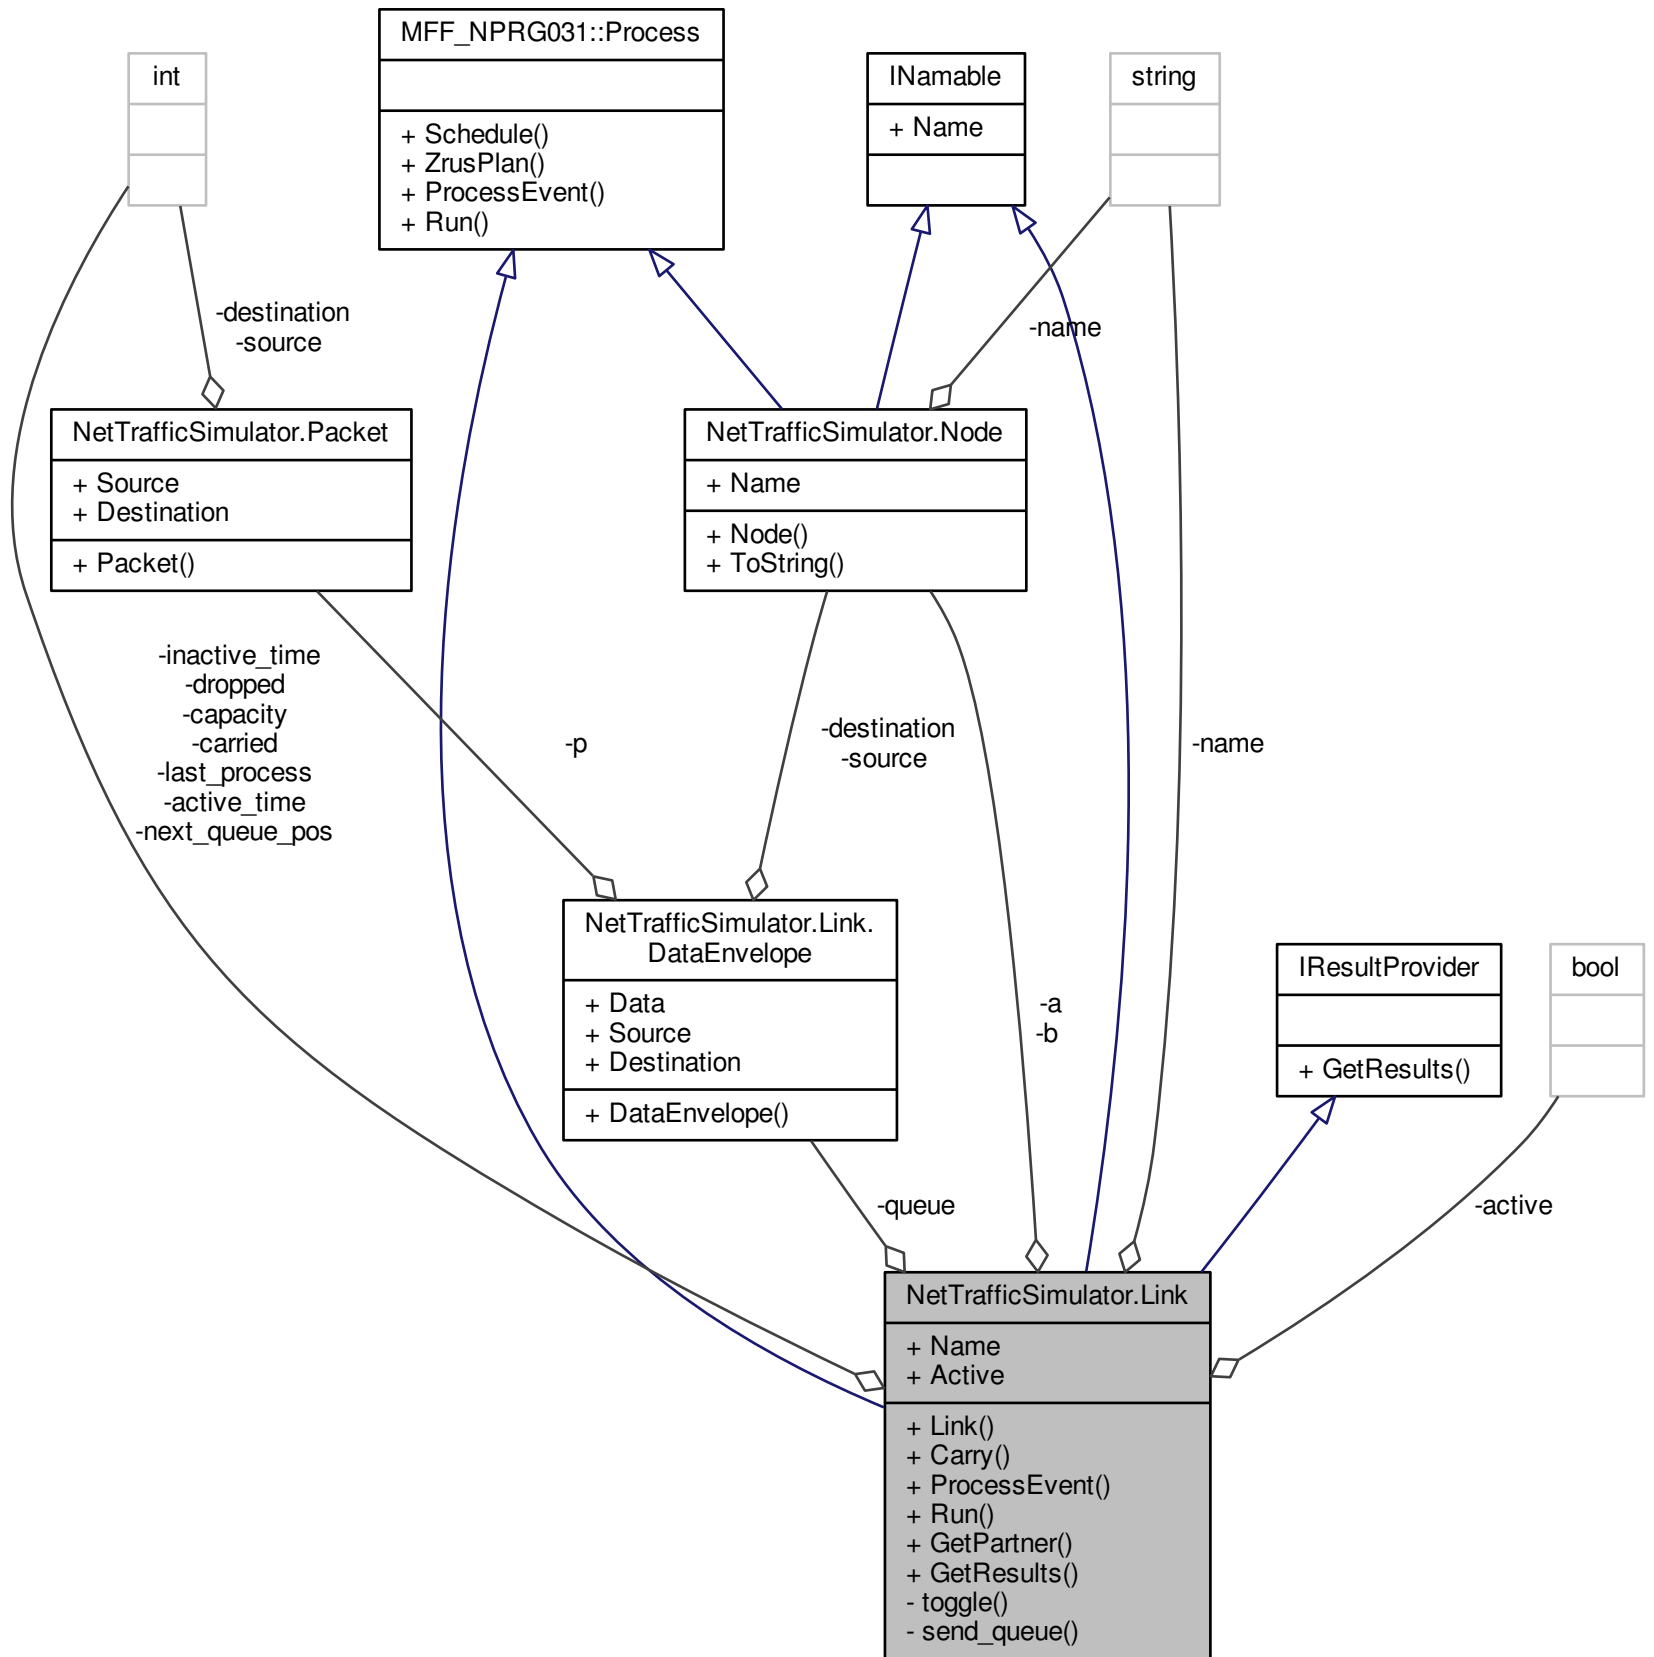 MFF_NPRG031::Process
+ Schedule()
+ ZrusPlan()
+ ProcessEvent()
+ Run()
int
INamable
+ Name
string
-destination
-source
-name
NetTrafficSimulator.Packet
+ Source
+ Destination
+ Packet()
NetTrafficSimulator.Node
+ Name
+ Node()
+ ToString()
-inactive_time
-dropped
-capacity
-carried
-last_process
-active_time
-next_queue_pos
-p
-destination
-source
-name
NetTrafficSimulator.Link.
DataEnvelope
+ Data
+ Source
+ Destination
+ DataEnvelope()
-a
-b
IResultProvider
+ GetResults()
bool
-queue
-active
NetTrafficSimulator.Link
+ Name
+ Active
+ Link()
+ Carry()
+ ProcessEvent()
+ Run()
+ GetPartner()
+ GetResults()
- toggle()
- send_queue()